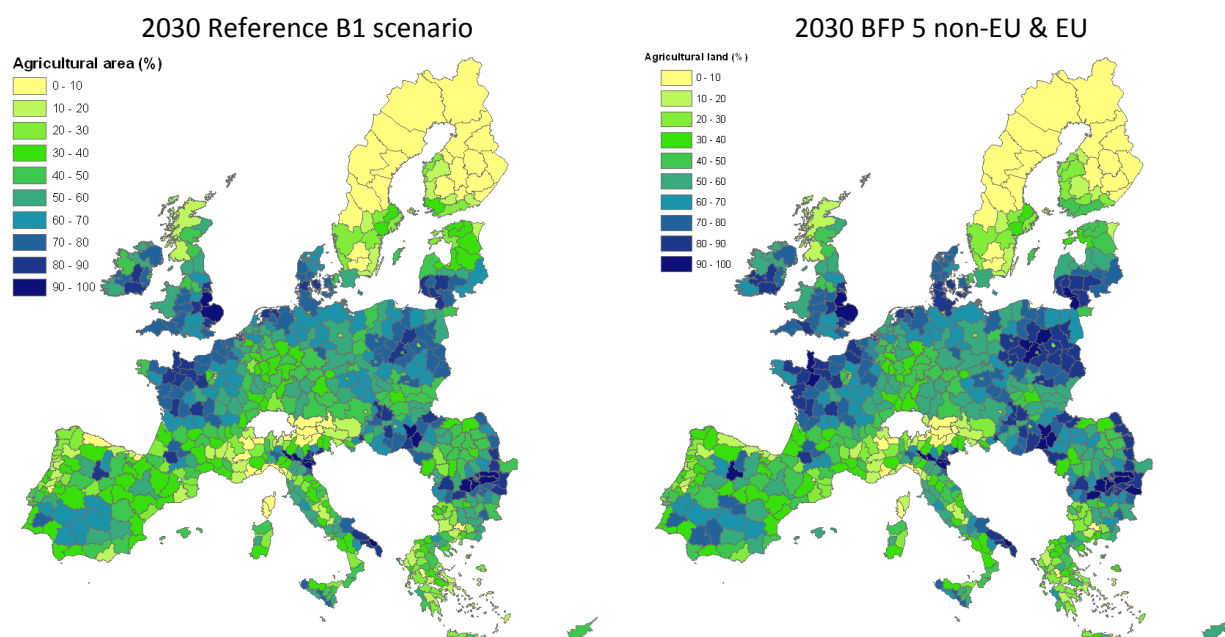 2030 Reference B1 scenario
Agricultural area (%)
0 - 10
10 - 20
20 - 30
30 - 40
40 - 50
50 - 60
60 - 70
70 - 80
80 - 90
90 - 100
2030 BFP 5 non-EU & EU
Agricultural land (%)
0 - 10
10 - 20
20 - 30
30 - 40
40 - 50
50 - 60
60 - 70
70 - 80
80 - 90
90 - 100